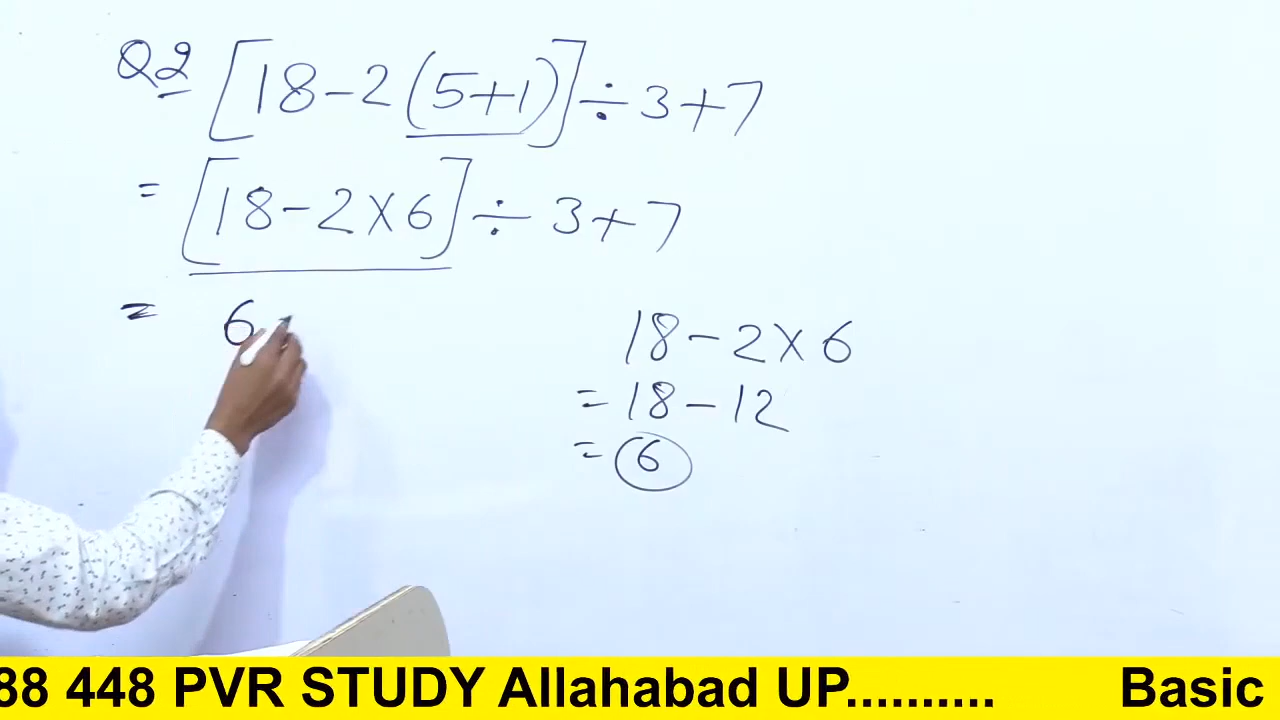 Q2 [18-2(5+1)]÷3+7
= [18-2×6]÷3+7
= 6
18-2×6
= 18-12
= 6
88 448 PVR STUDY Allahabad UP.......... Basic